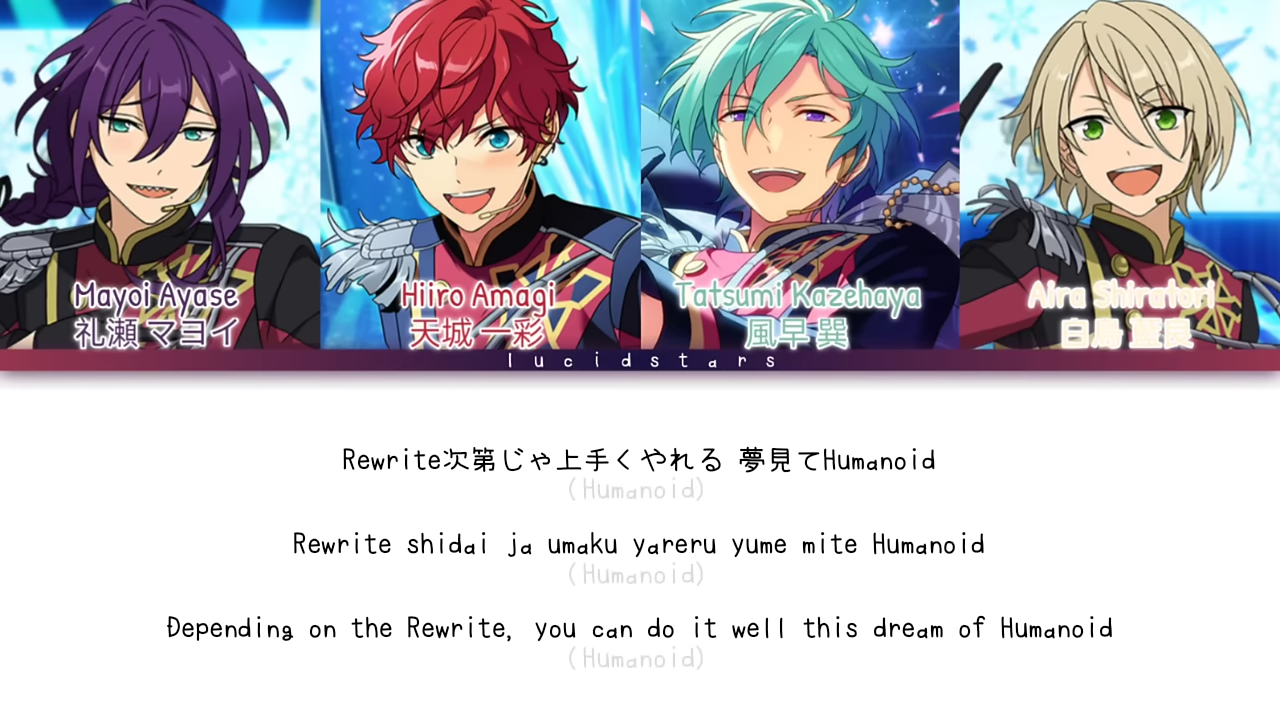 Mayoi Ayase
礼瀬 マヨイ
Hiiro Amagi
天城 一彩
Tatsumi Kazehaya
風早 巽
Aira Shiratori
白鳥 藍良
lucidstars
Rewrite次第じゃ上手くやれる 夢見てHumanoid
(Humanoid)
Rewrite shidai ja umaku yareru yume mite Humanoid
(Humanoid)
Depending on the Rewrite, you can do it well this dream of Humanoid
(Humanoid)